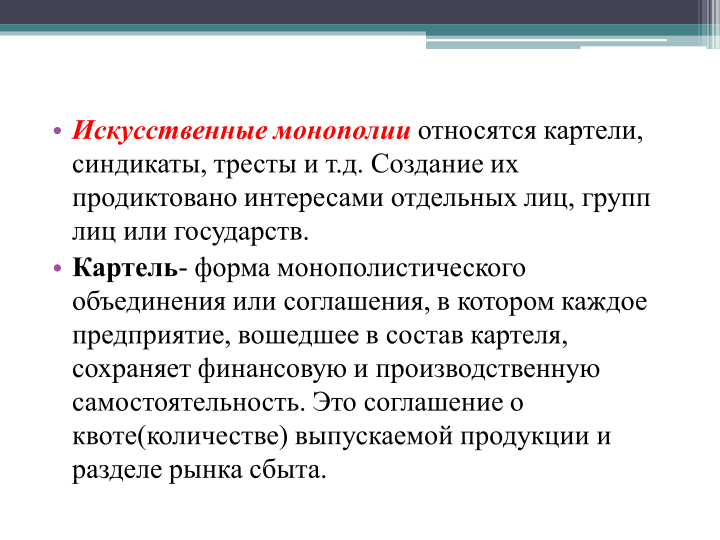 • Искусственные монополии относятся картели,
синдикаты, тресты и т.д. Создание их
продиктовано интересами отдельных лиц, групп
лиц или государств.
• Картель- форма монополистического
объединения или соглашения, в котором каждое
предприятие, вошедшее в состав картеля,
сохраняет финансовую и производственную
самостоятельность. Это соглашение о
квоте(количестве) выпускаемой продукции и
разделе рынка сбыта.